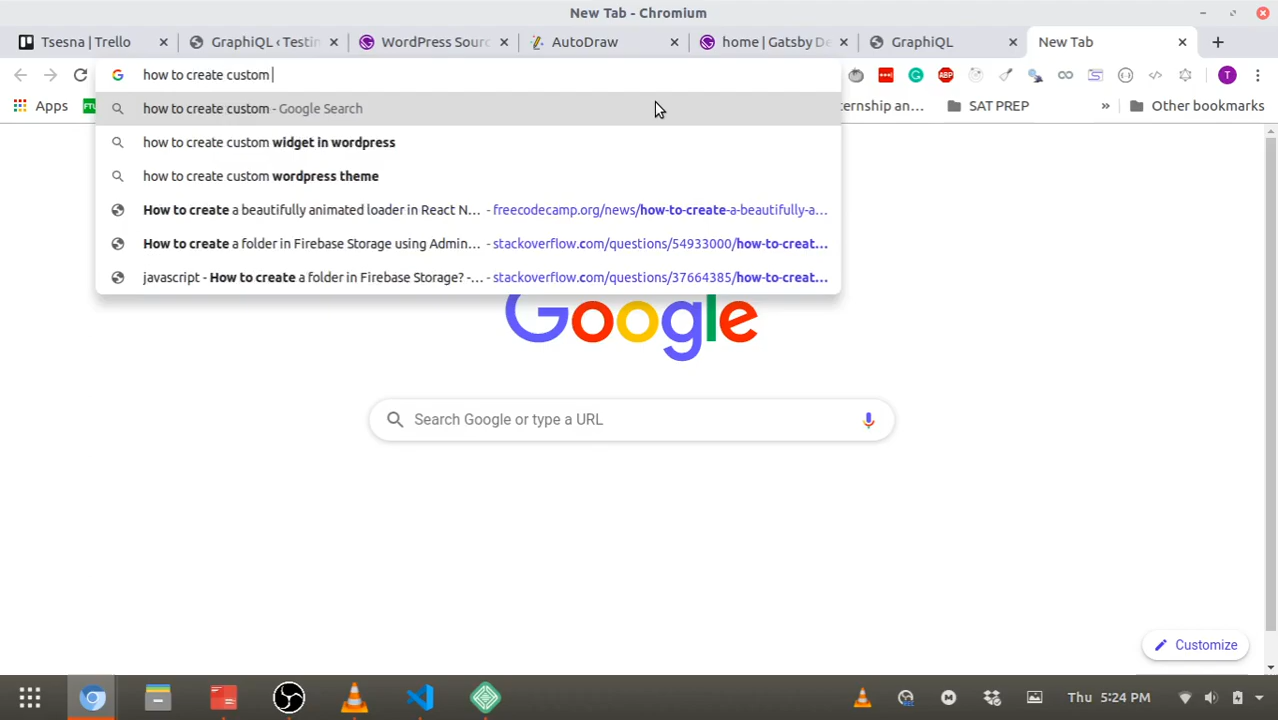 New Tab - Chromium
Tsesna | Trello
GraphiQL ‹ Testin
WordPress Sour
AutoDraw
home | Gatsby De
GraphiQL
New Tab
how to create custom
Apps
FTU
ternship an...
SAT PREP
»
Other bookmarks
ABP
T
how to create custom - Google Search
how to create custom widget in wordpress
how to create custom wordpress theme
How to create a beautifully animated loader in React N... - freecodecamp.org/news/how-to-create-a-beautifully-a...
How to create a folder in Firebase Storage using Admin... - stackoverflow.com/questions/54933000/how-to-creat...
javascript - How to create a folder in Firebase Storage? -... - stackoverflow.com/questions/37664385/how-to-creat...
Google
Search Google or type a URL
Customize
Thu 5:24 PM